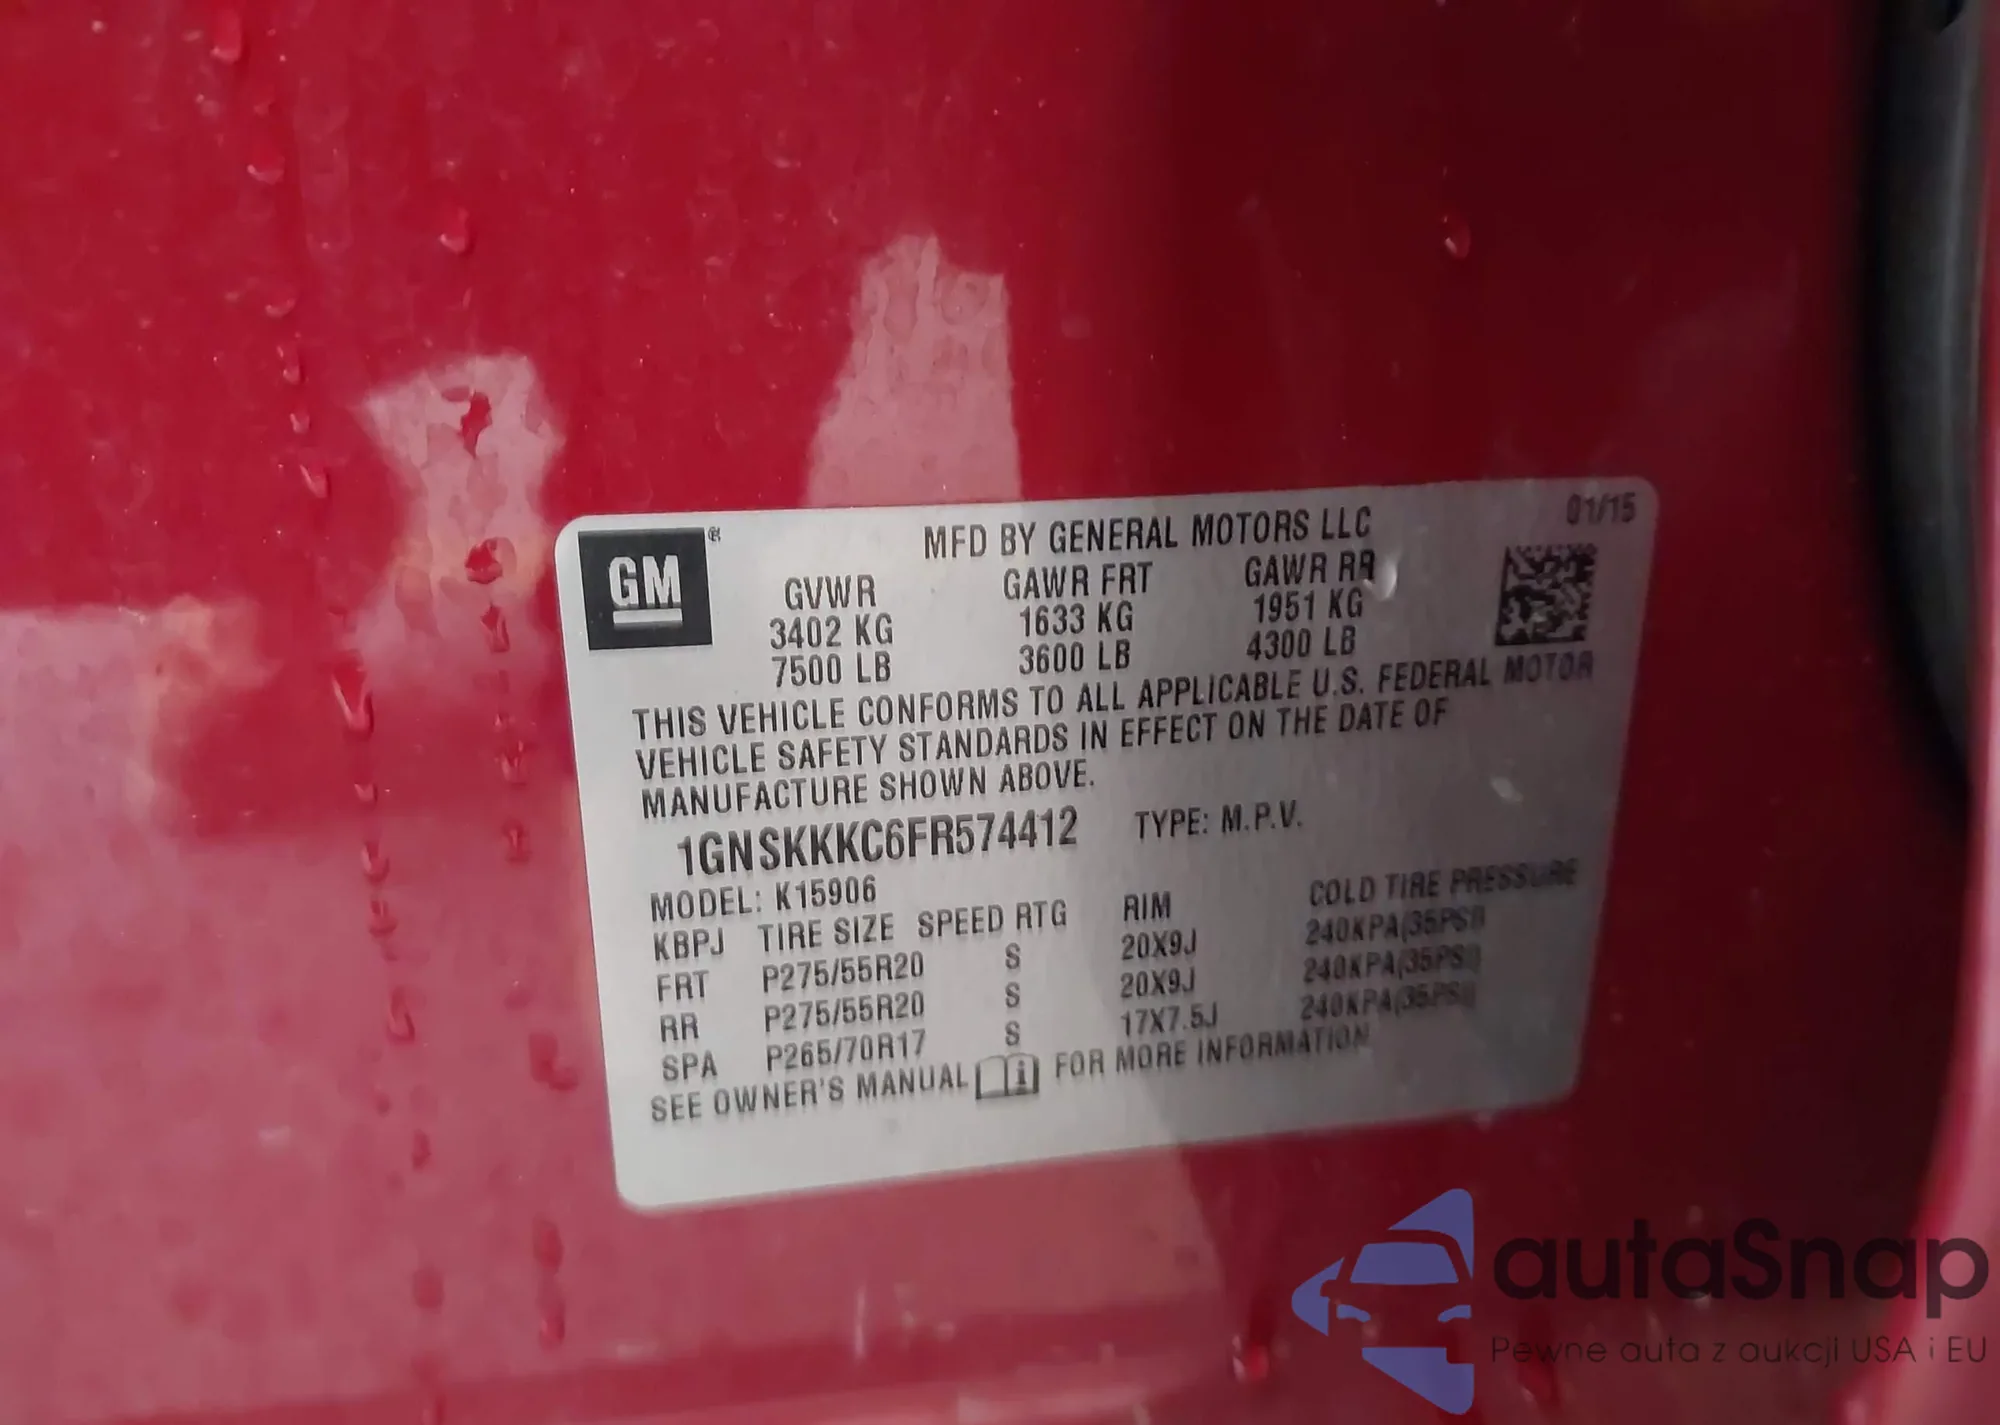 01/15
GM®
MFD BY GENERAL MOTORS LLC
GVWR GAWR FRT GAWR RR
3402 KG 1633 KG 1951 KG
7500 LB 3600 LB 4300 LB
THIS VEHICLE CONFORMS TO ALL APPLICABLE U.S. FEDERAL MOTOR
VEHICLE SAFETY STANDARDS IN EFFECT ON THE DATE OF
MANUFACTURE SHOWN ABOVE.
1GNSKKKC6FR574412 TYPE: M.P.V.
MODEL: K15906
KBPJ TIRE SIZE SPEED RTG RIM COLD TIRE PRESSURE
FRT P275/55R20 S 20X9J 240KPA(35PSI)
RR P275/55R20 S 20X9J 240KPA(35PSI)
SPA P265/70R17 S 17X7.5J 240KPA(35PSI)
SEE OWNER'S MANUAL FOR MORE INFORMATION
autaSnap
Pewne auta z aukcji USA i EU